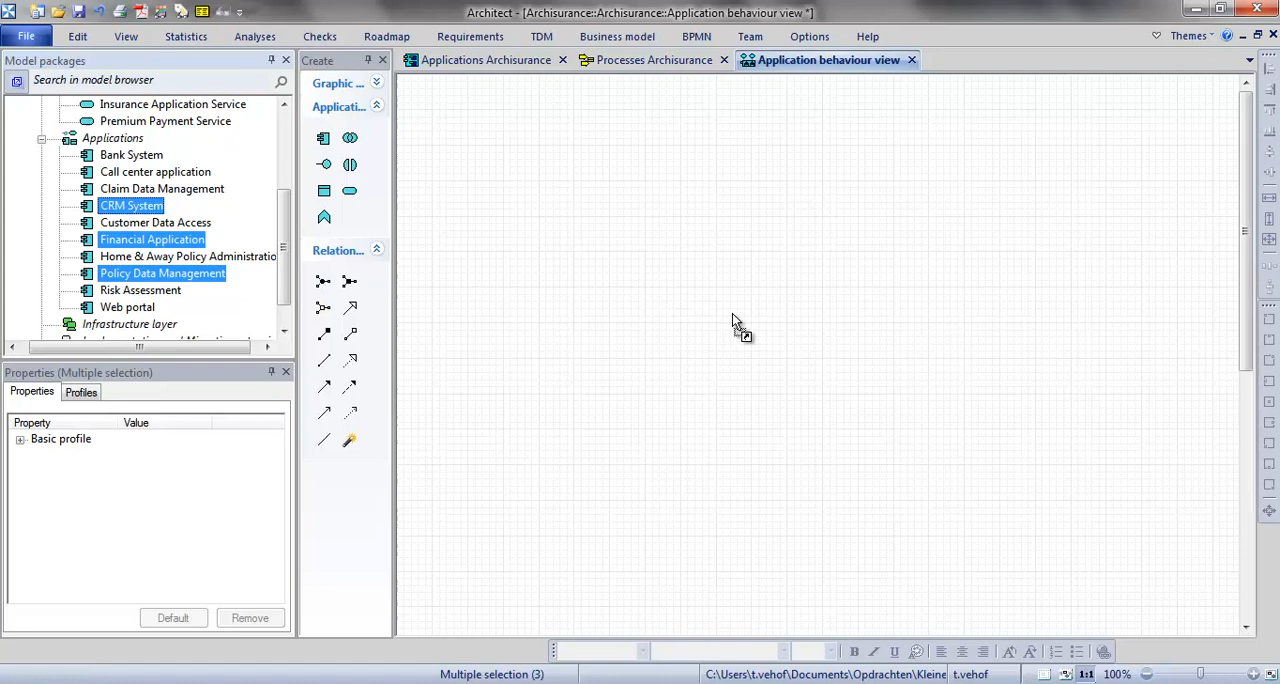 Architect - [Archisurance::Archisurance::Application behaviour view *]
File Edit View Statistics Analyses Checks Roadmap Requirements TDM Business model BPMN Team Options Help Themes
Model packages
Search in model browser
Insurance Application Service
Premium Payment Service
Applications
Bank System
Call center application
Claim Data Management
CRM System
Customer Data Access
Financial Application
Home & Away Policy Administratio
Policy Data Management
Risk Assessment
Web portal
Infrastructure layer
Properties (Multiple selection)
Properties Profiles
Property Value
Basic profile
Default Remove
Create
Graphic ...
Applicati...
Relation...
Applications Archisurance Processes Archisurance Application behaviour view
B I U
Multiple selection (3) C:\Users\t.vehof\Documents\Opdrachten\Kleine t.vehof 1:1 100%